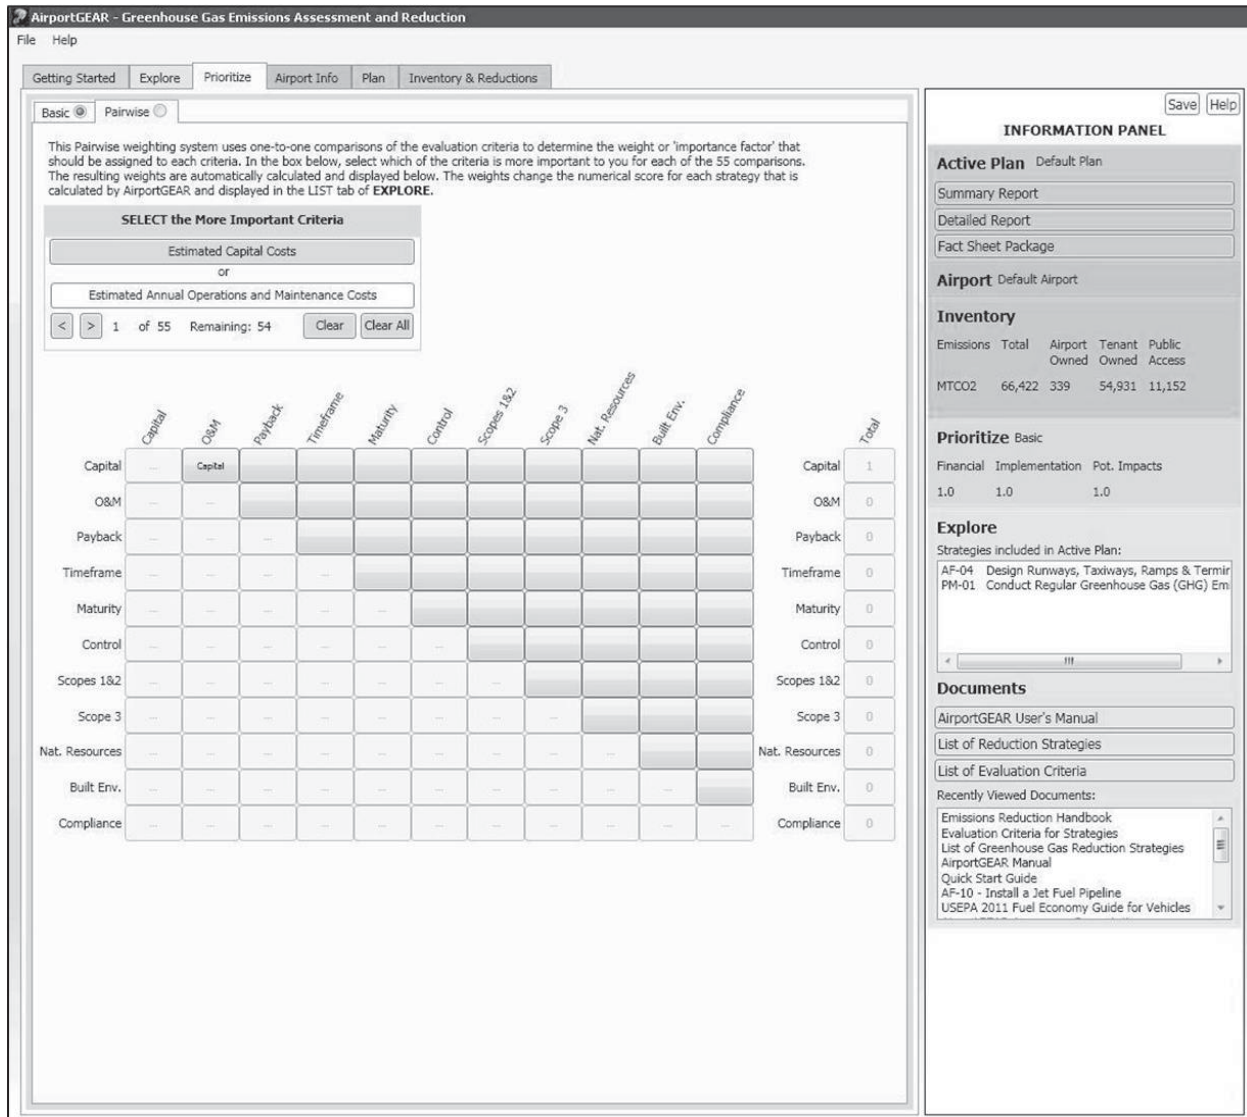 AirportGEAR - Greenhouse Gas Emissions Assessment and Reduction
File Help
Getting Started Explore Prioritize Airport Info Plan Inventory & Reductions
Basic Pairwise
This Pairwise weighting system uses one-to-one comparisons of the evaluation criteria to determine the weight or 'importance factor' that
should be assigned to each criteria. In the box below, select which of the criteria is more important to you for each of the 55 comparisons.
The resulting weights are automatically calculated and displayed below. The weights change the numerical score for each strategy that is
calculated by AirportGEAR and displayed in the LIST tab of EXPLORE.
SELECT the More Important Criteria
Estimated Capital Costs
or
Estimated Annual Operations and Maintenance Costs
< > 1 of 55 Remaining: 54 Clear Clear All
Capital O&M Payback Timeframe Maturity Control Scopes 1&2 Scope 3 Nat. Resources Built Env. Compliance Total
Capital ... Capital Capital 1
O&M ... ... O&M 0
Payback ... ... ... Payback 0
Timeframe ... ... ... ... Timeframe 0
Maturity ... ... ... ... ... Maturity 0
Control ... ... ... ... ... ... Control 0
Scopes 1&2 ... ... ... ... ... ... ... Scopes 1&2 0
Scope 3 ... ... ... ... ... ... ... ... Scope 3 0
Nat. Resources ... ... ... ... ... ... ... ... ... Nat. Resources 0
Built Env. ... ... ... ... ... ... ... ... ... ... Built Env. 0
Compliance ... ... ... ... ... ... ... ... ... ... ... Compliance 0
Save Help
INFORMATION PANEL
Active Plan Default Plan
Summary Report
Detailed Report
Fact Sheet Package
Airport Default Airport
Inventory
Emissions Total Airport Tenant Public
Owned Owned Access
MTCO2 66,422 339 54,931 11,152
Prioritize Basic
Financial Implementation Pot. Impacts
1.0 1.0 1.0
Explore
Strategies included in Active Plan:
AF-04 Design Runways, Taxiways, Ramps & Termir
PM-01 Conduct Regular Greenhouse Gas (GHG) Emi
Documents
AirportGEAR User's Manual
List of Reduction Strategies
List of Evaluation Criteria
Recently Viewed Documents:
Emissions Reduction Handbook
Evaluation Criteria for Strategies
List of Greenhouse Gas Reduction Strategies
AirportGEAR Manual
Quick Start Guide
AF-10 - Install a Jet Fuel Pipeline
USEPA 2011 Fuel Economy Guide for Vehicles